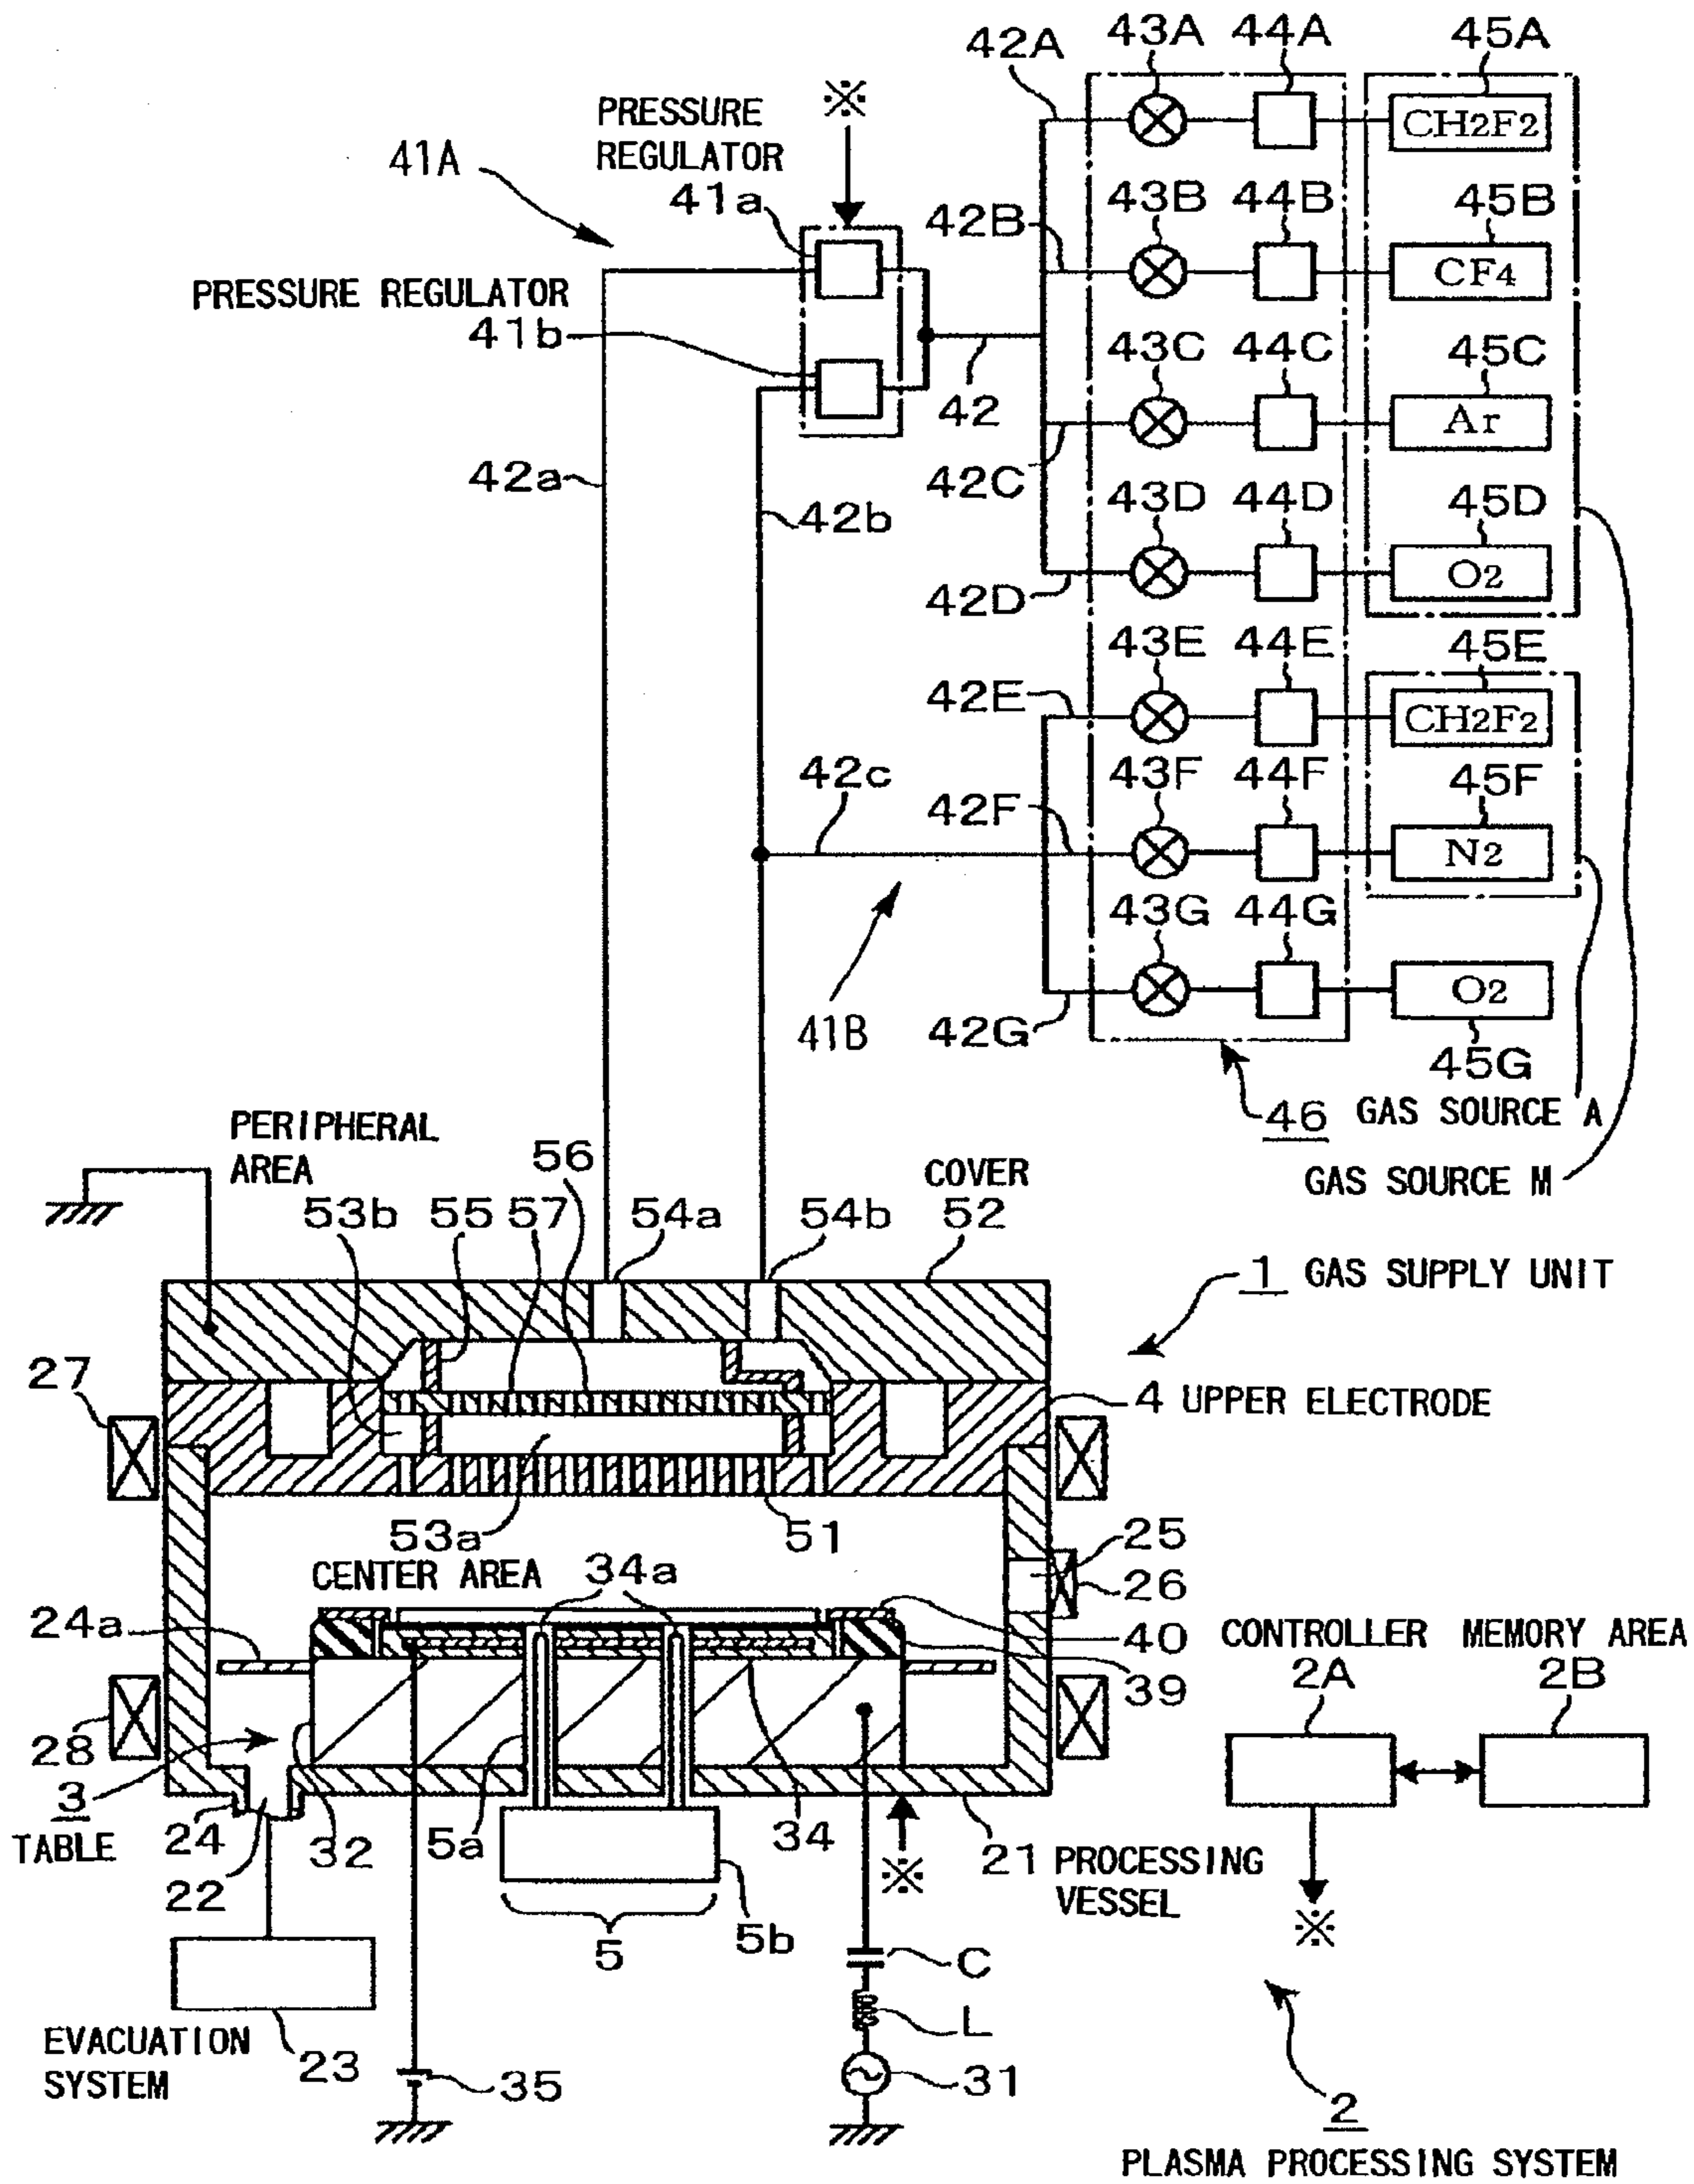 43A 44A 45A
42A
CH2F2
PRESSURE
REGULATOR
※
41A
41a
43B 44B 45B
42B
CF4
PRESSURE REGULATOR
41b
43C 44C 45C
42
Ar
42a
42C
43D 44D 45D
42b
42D
O2
43E 44E 45E
42E
CH2F2
42c
43F 44F 45F
42F
N2
43G 44G
41B
42G
O2
45G
46
GAS SOURCE A
GAS SOURCE M
PERIPHERAL
AREA
56
COVER
53b 55 57 54a 54b 52
1 GAS SUPPLY UNIT
27
4 UPPER ELECTRODE
53a 51
25
CENTER AREA 34a
26
24a
40
39
CONTROLLER MEMORY AREA
2A 2B
28
3
TABLE
24
32
5a
34
※
21 PROCESSING
VESSEL
22
5
5b
※
C
L
EVACUATION
SYSTEM
23
35
31
2
PLASMA PROCESSING SYSTEM